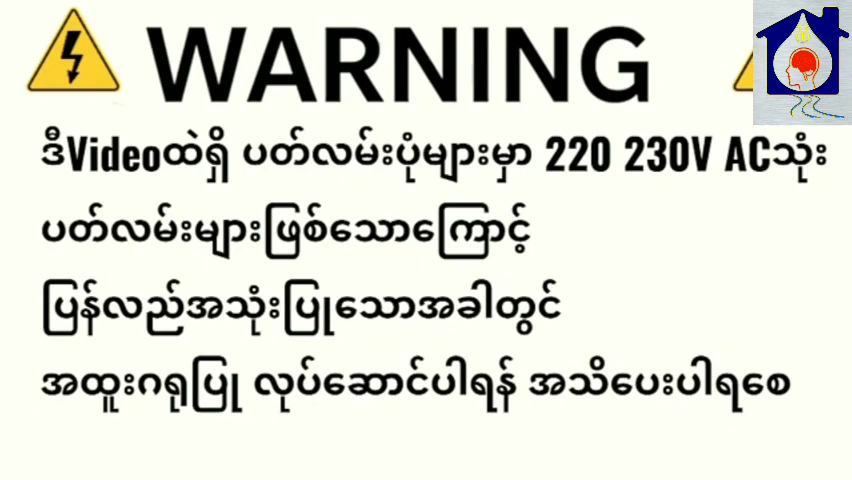 WARNING
ဒီVideoထဲရှိ ပတ်လမ်းပုံများမှာ 220 230V ACသုံး
ပတ်လမ်းများဖြစ်သောကြောင့်
ပြန်လည်အသုံးပြုသောအခါတွင်
အထူးဂရုပြု လုပ်ဆောင်ပါရန် အသိပေးပါရစေ